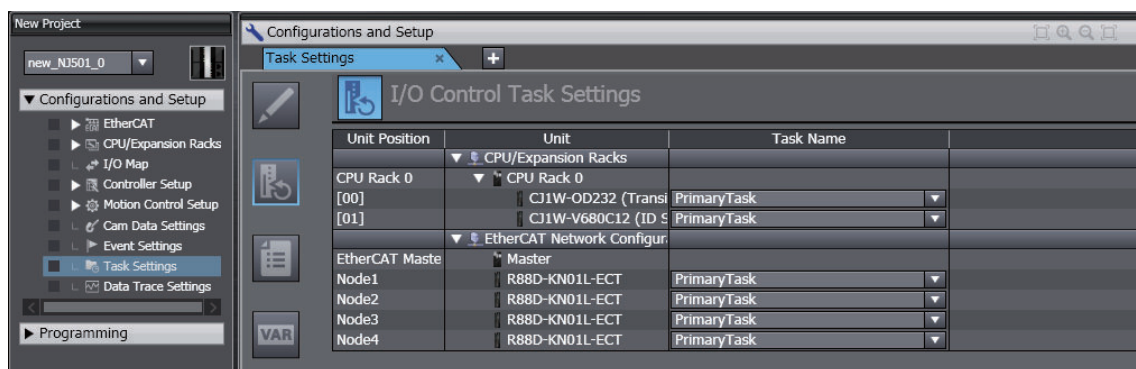 New Project
new_NJ501_0
Configurations and Setup
EtherCAT
CPU/Expansion Racks
I/O Map
Controller Setup
Motion Control Setup
Cam Data Settings
Event Settings
Task Settings
Data Trace Settings
Programming
Configurations and Setup
Task Settings
I/O Control Task Settings
Unit Position Unit Task Name
CPU/Expansion Racks
CPU Rack 0 CPU Rack 0
[00] CJ1W-OD232 (Transi PrimaryTask
[01] CJ1W-V680C12 (ID S PrimaryTask
EtherCAT Network Configur
EtherCAT Maste Master
Node1 R88D-KN01L-ECT PrimaryTask
Node2 R88D-KN01L-ECT PrimaryTask
Node3 R88D-KN01L-ECT PrimaryTask
Node4 R88D-KN01L-ECT PrimaryTask
VAR